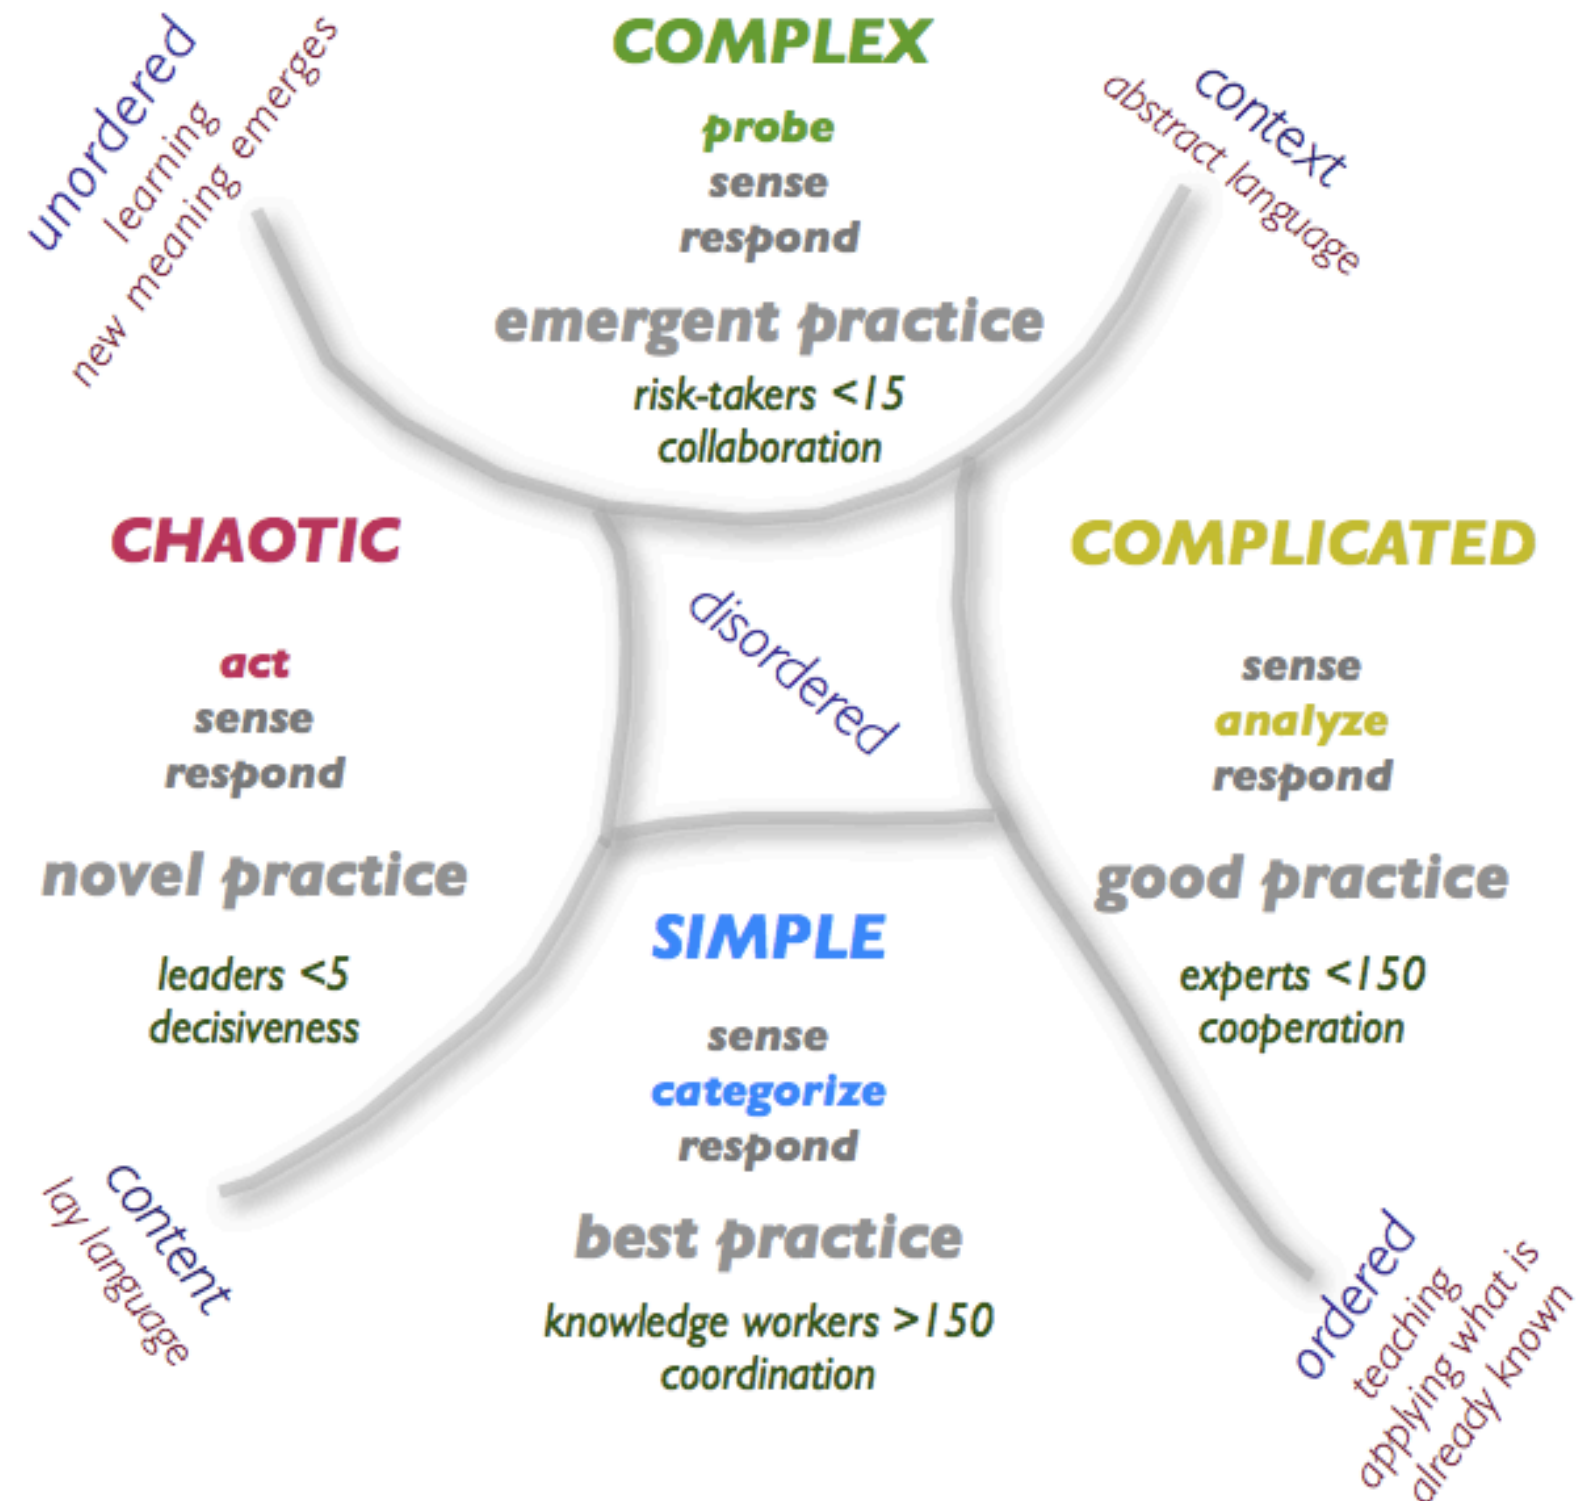 unordered
learning
new meaning emerges
COMPLEX
probe
sense
respond
emergent practice
risk-takers <15
collaboration
context
abstract language
CHAOTIC
act
sense
respond
novel practice
leaders <5
decisiveness
disordered
COMPLICATED
sense
analyze
respond
good practice
experts <150
cooperation
SIMPLE
sense
categorize
respond
best practice
knowledge workers >150
coordination
content
lay language
ordered
teaching
applying what is
already known